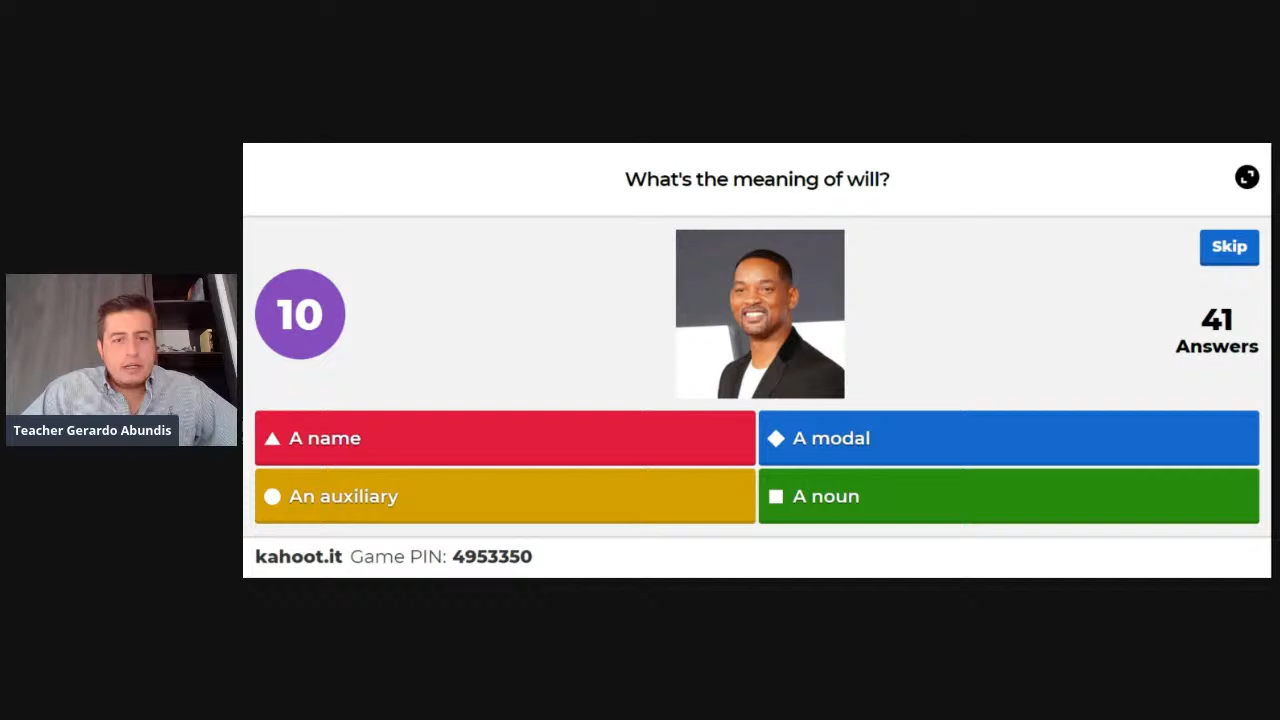 What's the meaning of will?
Skip
10
41
Answers
Teacher Gerardo Abundis
A name
A modal
An auxiliary
A noun
kahoot.it Game PIN: 4953350